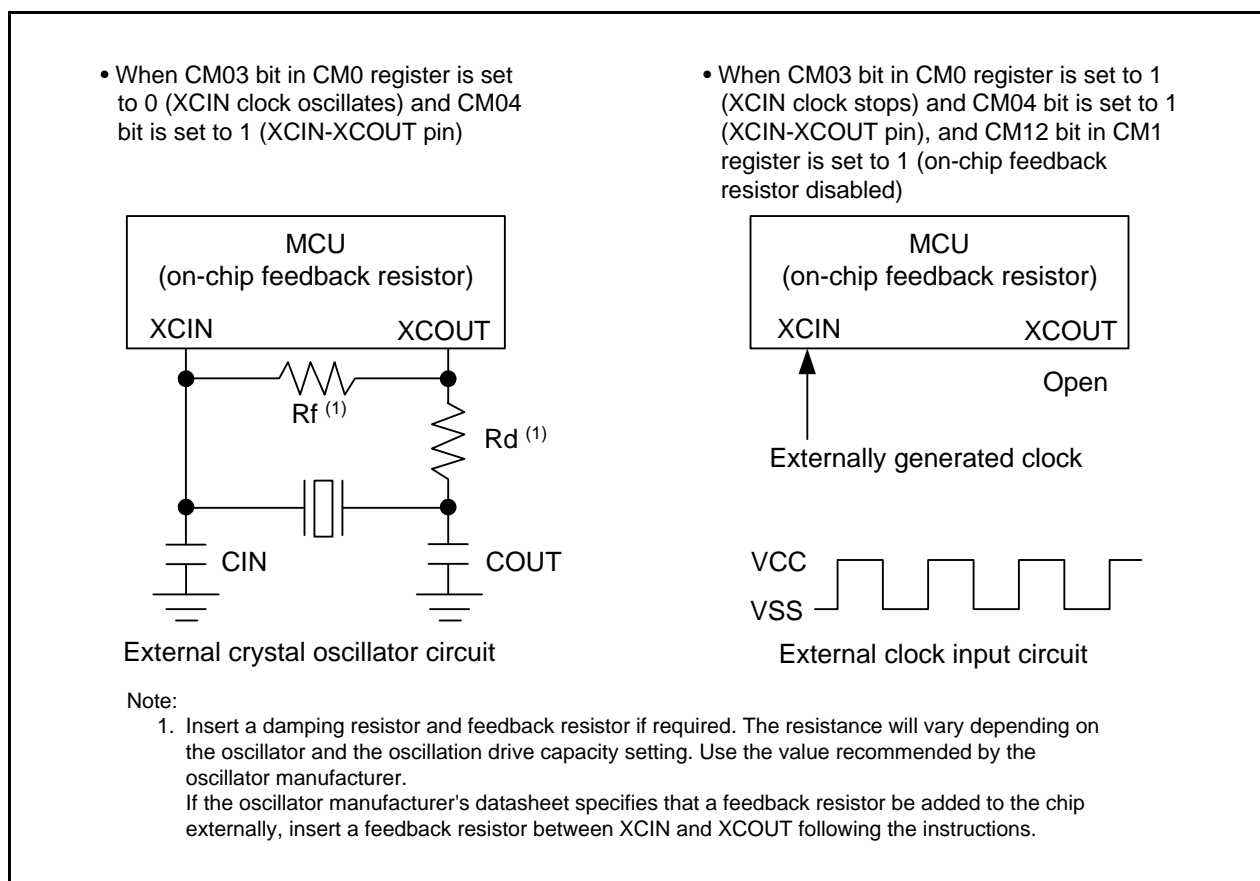 • When CM03 bit in CM0 register is set
to 0 (XCIN clock oscillates) and CM04
bit is set to 1 (XCIN-XCOUT pin)
MCU
(on-chip feedback resistor)
XCIN XCOUT
Rf (1)
Rd (1)
CIN COUT
External crystal oscillator circuit
• When CM03 bit in CM0 register is set to 1
(XCIN clock stops) and CM04 bit is set to 1
(XCIN-XCOUT pin), and CM12 bit in CM1
register is set to 1 (on-chip feedback
resistor disabled)
MCU
(on-chip feedback resistor)
XCIN XCOUT
Open
Externally generated clock
VCC
VSS
External clock input circuit
Note:
1. Insert a damping resistor and feedback resistor if required. The resistance will vary depending on
the oscillator and the oscillation drive capacity setting. Use the value recommended by the
oscillator manufacturer.
If the oscillator manufacturer's datasheet specifies that a feedback resistor be added to the chip
externally, insert a feedback resistor between XCIN and XCOUT following the instructions.